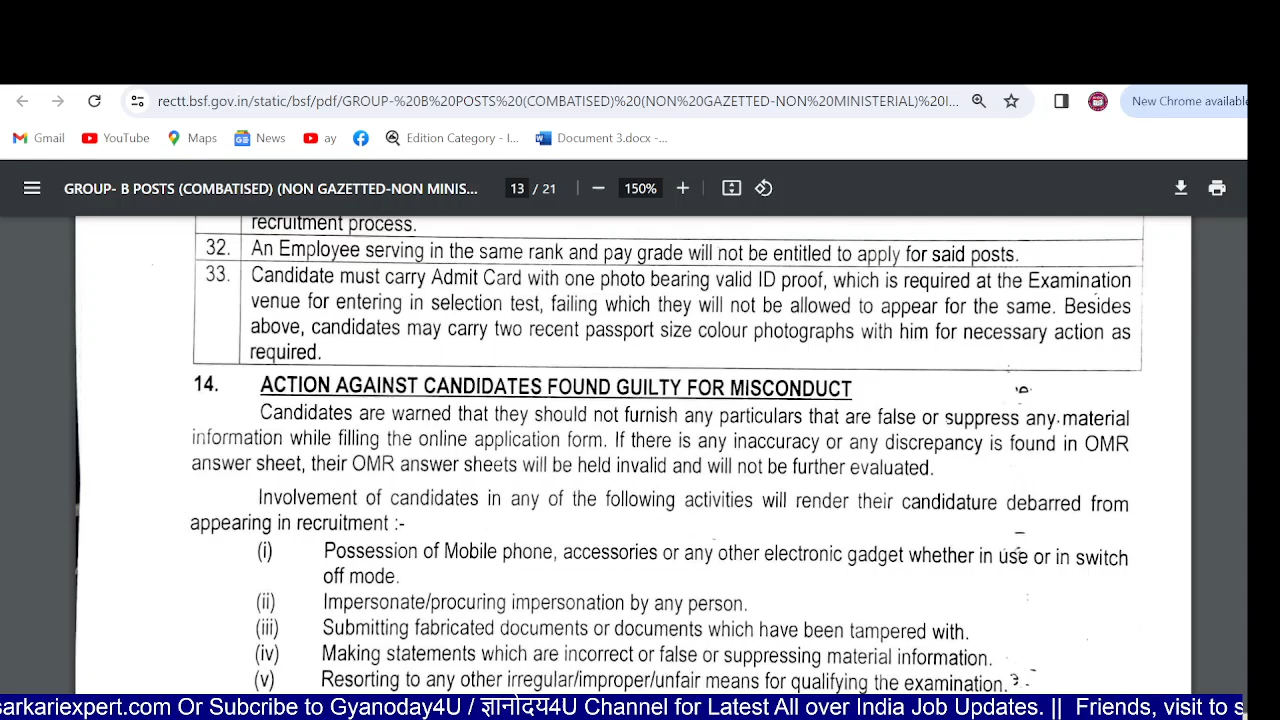 rectt.bsf.gov.in/static/bsf/pdf/GROUP-%20B%20POSTS%20(COMBATISED)%20(NON%20GAZETTED-NON%20MINISTERIAL)%20I...
New Chrome available
Gmail YouTube Maps News ay Edition Category - I... Document 3.docx -...
GROUP- B POSTS (COMBATISED) (NON GAZETTED-NON MINIS... 13 / 21 150%
recruitment process.
32. An Employee serving in the same rank and pay grade will not be entitled to apply for said posts.
33. Candidate must carry Admit Card with one photo bearing valid ID proof, which is required at the Examination
venue for entering in selection test, failing which they will not be allowed to appear for the same. Besides
above, candidates may carry two recent passport size colour photographs with him for necessary action as
required.
14. ACTION AGAINST CANDIDATES FOUND GUILTY FOR MISCONDUCT
Candidates are warned that they should not furnish any particulars that are false or suppress any material
information while filling the online application form. If there is any inaccuracy or any discrepancy is found in OMR
answer sheet, their OMR answer sheets will be held invalid and will not be further evaluated.
Involvement of candidates in any of the following activities will render their candidature debarred from
appearing in recruitment :-
(i) Possession of Mobile phone, accessories or any other electronic gadget whether in use or in switch
off mode.
(ii) Impersonate/procuring impersonation by any person.
(iii) Submitting fabricated documents or documents which have been tampered with.
(iv) Making statements which are incorrect or false or suppressing material information.
(v) Resorting to any other irregular/improper/unfair means for qualifying the examination.
sarkariexpert.com Or Subcribe to Gyanoday4U / ज्ञानोदय4U Channel for Latest All over India Job Updates. || Friends, visit to s